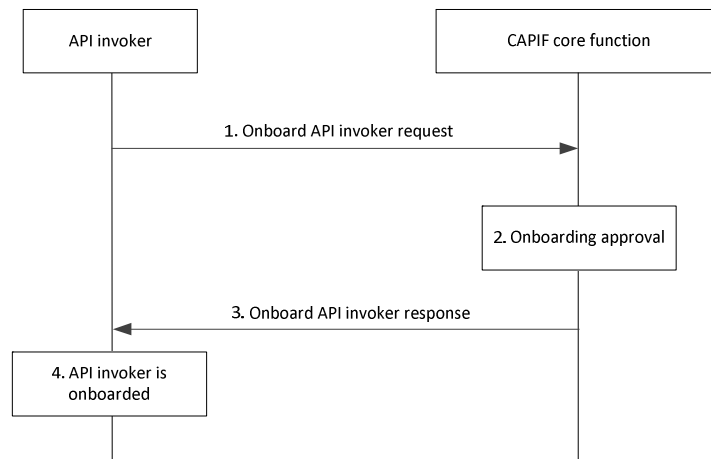 API invoker
CAPIF core function
1. Onboard API invoker request
2. Onboarding approval
3. Onboard API invoker response
4. API invoker is
onboarded